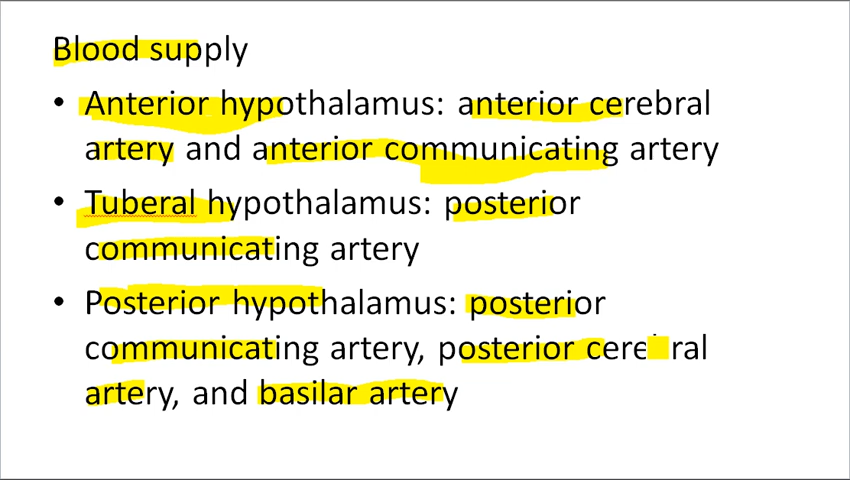 Blood supply
• Anterior hypothalamus: anterior cerebral
artery and anterior communicating artery
• Tuberal hypothalamus: posterior
communicating artery
• Posterior hypothalamus: posterior
communicating artery, posterior cerebral
artery, and basilar artery